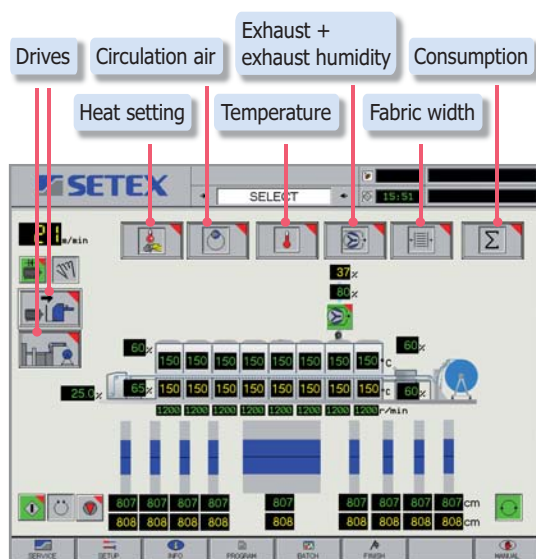 Exhaust +
Drives Circulation air exhaust humidity Consumption
Heat setting Temperature Fabric width
SETEX
SELECT 15:51
21 m/min
Σ
37 %
80 %
60 % 60 %
150 150 150 150 150 150 150 150 °C
25.0 % 65 % 150 150 150 150 150 150 150 150 °C 60 %
1200 1200 1200 1200 1200 1200 1200 1200 r/min
807 807 807 807 807 807 807 807 807 cm
808 808 808 808 808 808 808 808 808 cm
SERVICE SETUP INFO PROGRAM BATCH FINISH MANUAL